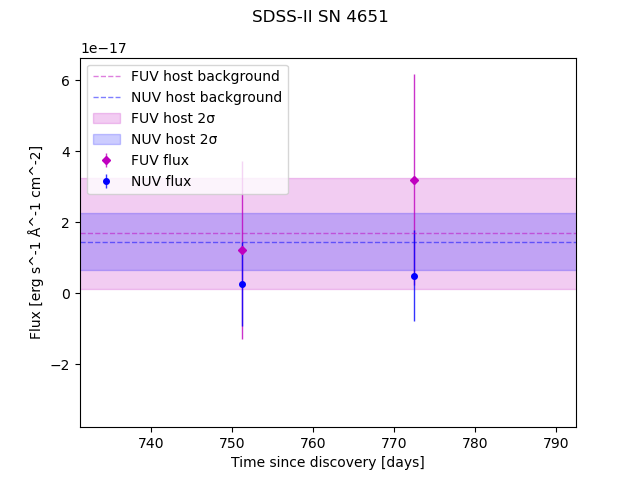 SDSS-II SN 4651
1e−17
FUV host background
NUV host background
FUV host 2σ
NUV host 2σ
FUV flux
NUV flux
6
4
2
0
−2
Flux [erg s^-1 Å^-1 cm^-2]
740 750 760 770 780 790
Time since discovery [days]